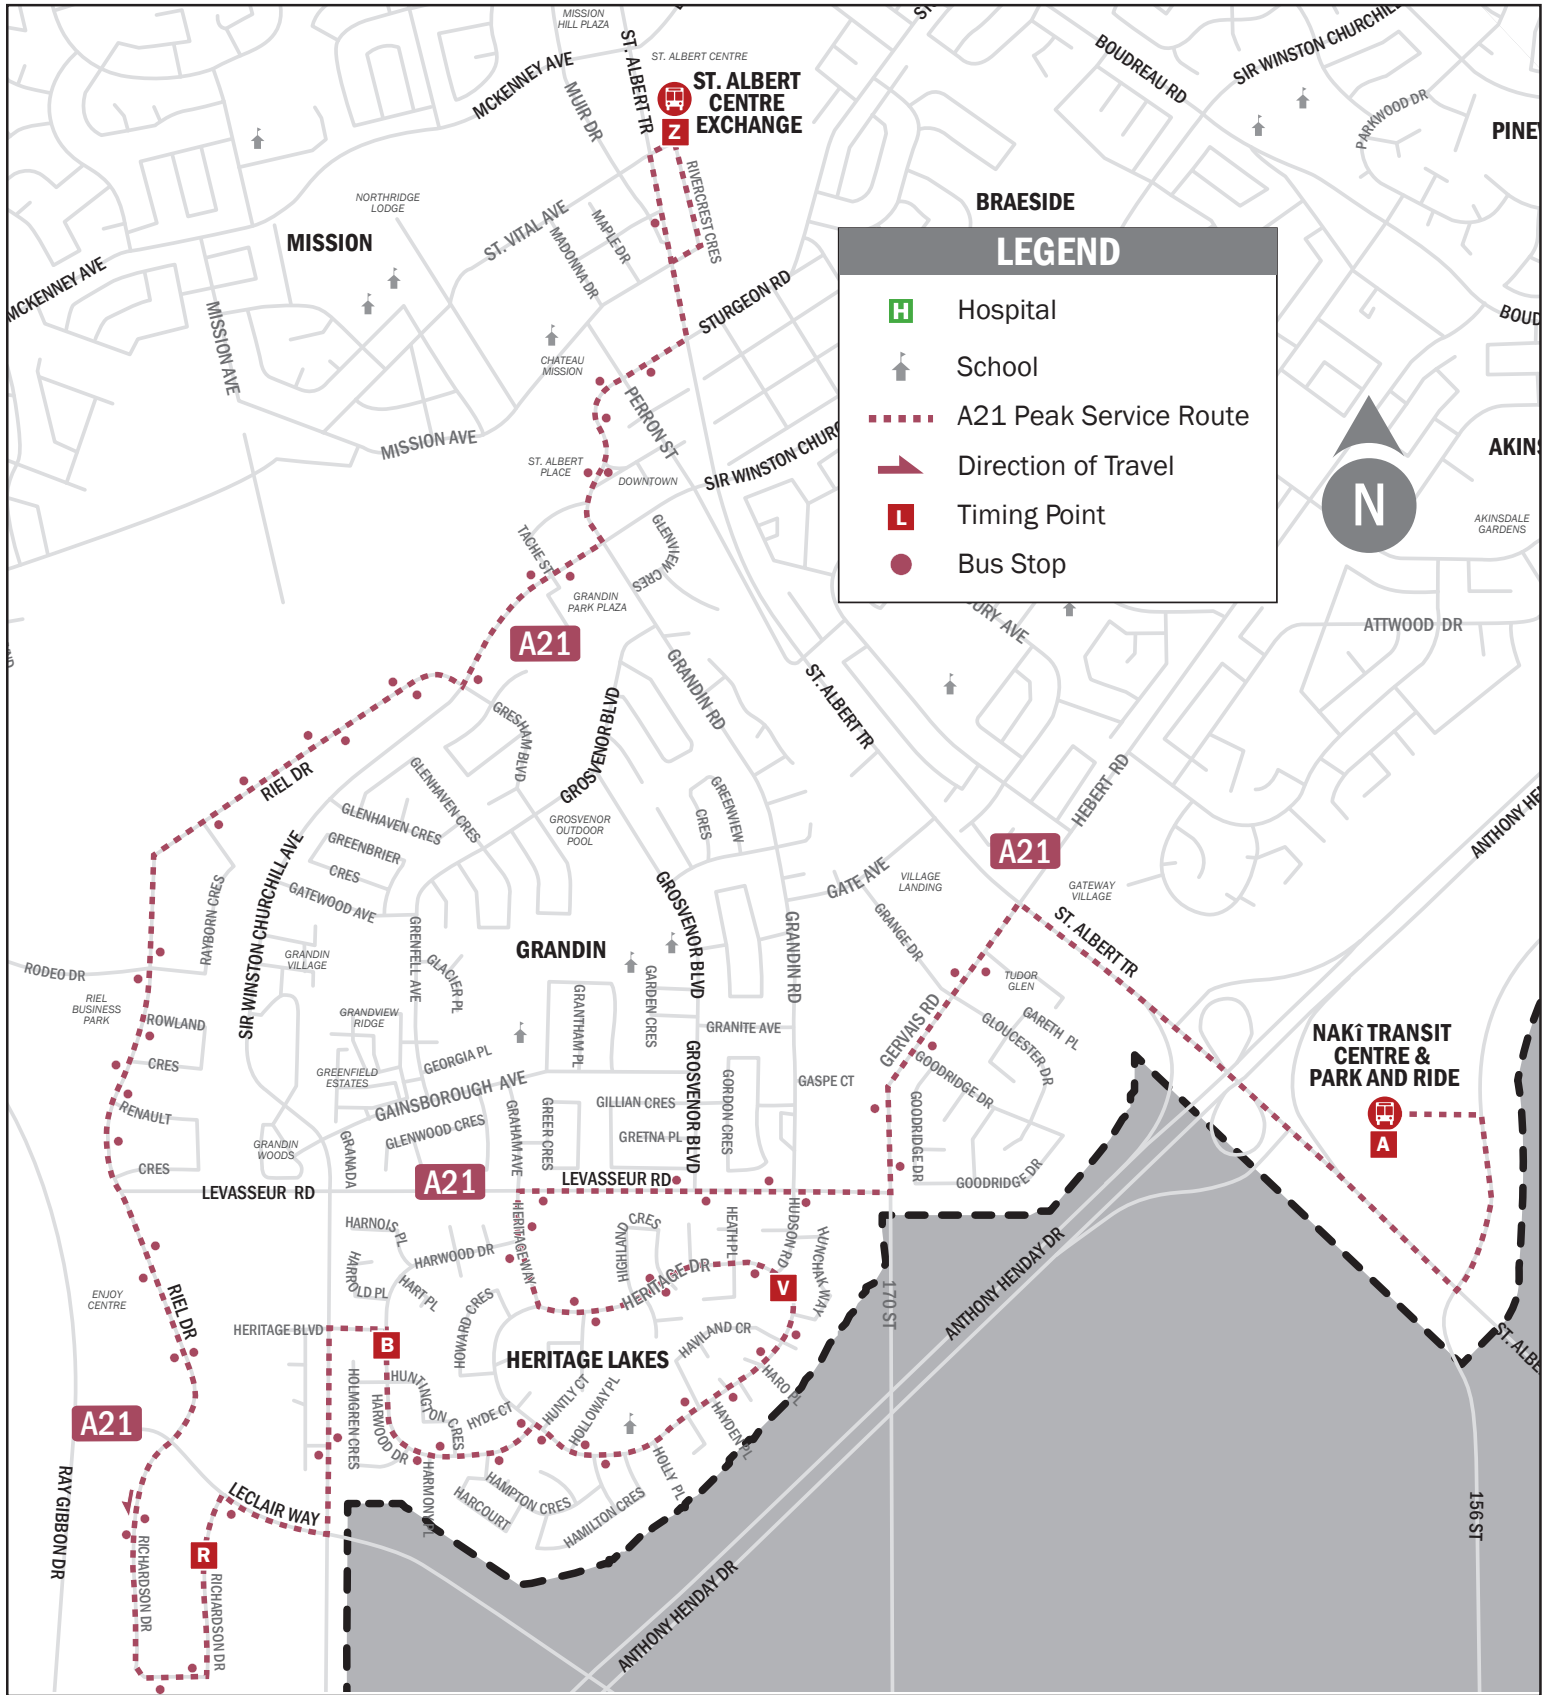 MISSION
HILL PLAZA
ST. ALBERT TR
ST. ALBERT CENTRE
MCKENNEY AVE
MUIR DR
ST. ALBERT
CENTRE
EXCHANGE
Z
BOUDREAU RD
SIR WINSTON CHURCHILL
PARKWOOD DR
RIVERCREST CRES
NORTHRIDGE
LODGE
MISSION
ST. VITAL AVE
MAPLE DR
MADONNA DR
BRAESIDE
MCKENNEY AVE
MISSION AVE
STURGEON RD
CHATEAU
MISSION
PERRON ST
MISSION AVE
ST. ALBERT
PLACE
DOWNTOWN
SIR WINSTON CHURC
LEGEND
H
Hospital
School
A21 Peak Service Route
Direction of Travel
L
Timing Point
Bus Stop
N
BOUD
AKINSDALE
GARDENS
ATTWOOD DR
TACHE ST
GLENVIEW CRES
GRANDIN
PARK PLAZA
A21
GRANDIN RD
ST. ALBERT TR
GRESHAM BLVD
GROSVENOR BLVD
RIEL DR
GLENHAVEN CRES
GLENHAVEN CRES
GREENBRIER
CRES
GATEWOOD AVE
GROSVENOR
OUTDOOR
POOL
GREENVIEW
CRES
HEBERT RD
A21
ANTHONY HE
GATE AVE
VILLAGE
LANDING
GATEWAY
VILLAGE
SIR WINSTON CHURCHILL AVE
RAYBORN CRES
GRENFELL AVE
GLACIER PL
GRANDIN
GROSVENOR BLVD
GRANDIN RD
GRANGE DR
ST. ALBERT TR
RODEO DR
RIEL
BUSINESS
PARK
GRANDIN
VILLAGE
GRANDVIEW
RIDGE
GRANTHAM PL
GARDEN CRES
GRANITE AVE
TUDOR
GLEN
GARETH PL
GLOUCESTER DR
GERVAIS RD
GOODRIDGE DR
NAKÎ TRANSIT
CENTRE &
PARK AND RIDE
A
ROWLAND
CRES
GEORGIA PL
GREENFIELD
ESTATES
GAINSBOROUGH AVE
GLENWOOD CRES
GRAHAM AVE
GREER CRES
GILLIAN CRES
GRETNA PL
GROSVENOR BLVD
GORDON CRES
GASPE CT
GOODRIDGE DR
GOODRIDGE DR
RENAULT
CRES
GRANDIN
WOODS
GRANADA
LEVASSEUR RD
A21
LEVASSEUR RD
HARNOIS PL
HARROLD PL
HARWOOD DR
HART PL
HERITAGE WAY
HIGHLAND
CRES
HEATH PL
HUDSON RD
HUNCHAK WAY
HERITAGE DR
V
170 ST
ANTHONY HENDAY DR
ENJOY
CENTRE
RIEL DR
HERITAGE BLVD
B
HOWARD CRES
HERITAGE LAKES
HAVILAND CR
HARO PL
HAYDEN PL
HOLMGREN CRES
HARWOOD DR
HUNTINGTON CRES
HYDE CT
HUNTLY CT
HOLLOWAY PL
HOLLY PL
HARMONY PL
HAMPTON CRES
HARCOURT
HAMILTON CRES
A21
RAY GIBBON DR
LECLAIR WAY
R
RICHARDSON DR
RICHARDSON DR
ANTHONY HENDAY DR
156 ST
ST. ALBE